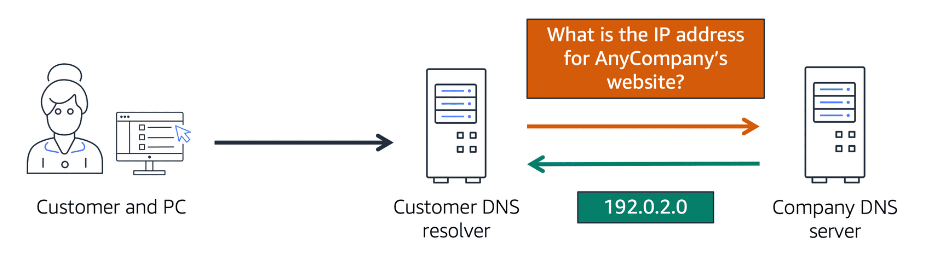 What is the IP address
for AnyCompany's
website?
Customer and PC
Customer DNS
resolver
192.0.2.0
Company DNS
server